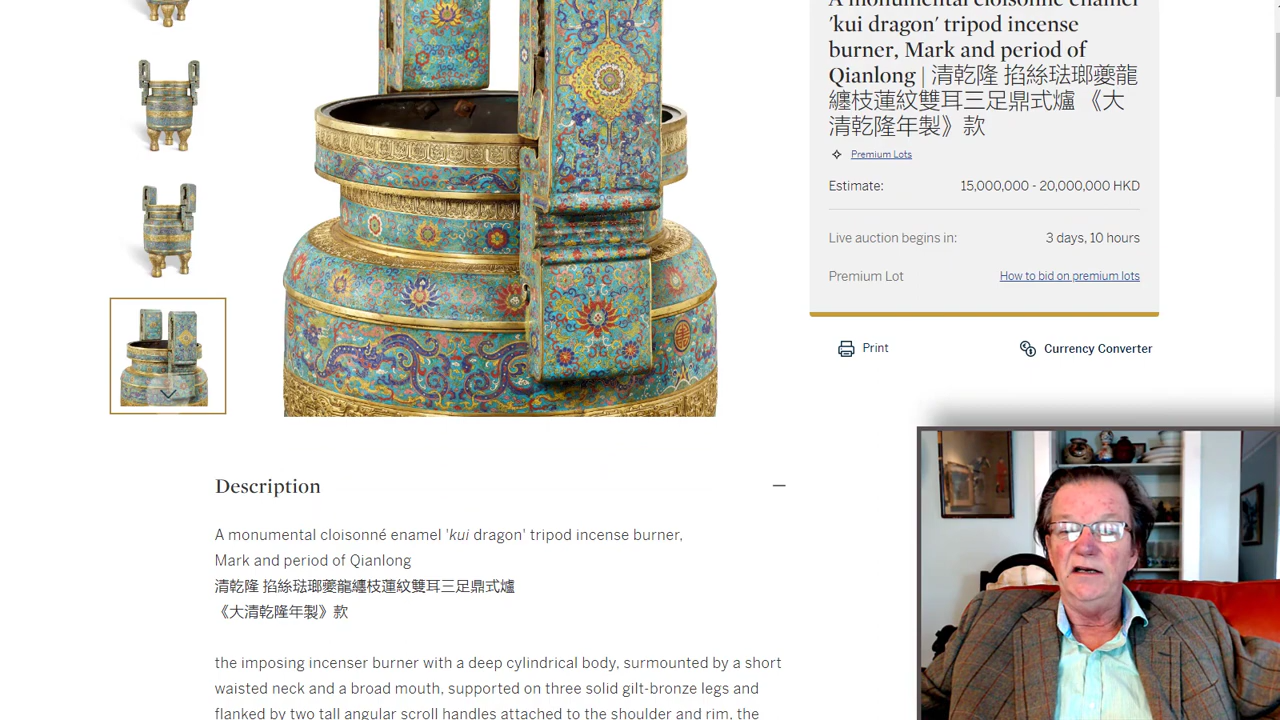 A monumental cloisonné enamel
'kui dragon' tripod incense
burner, Mark and period of
Qianlong | 清乾隆 掐絲琺瑯夔龍
纏枝蓮紋雙耳三足鼎式爐 《大
清乾隆年製》款
Premium Lots
Estimate: 15,000,000 - 20,000,000 HKD
Live auction begins in: 3 days, 10 hours
Premium Lot How to bid on premium lots
Print Currency Converter
Description
A monumental cloisonné enamel 'kui dragon' tripod incense burner,
Mark and period of Qianlong
清乾隆 掐絲琺瑯夔龍纏枝蓮紋雙耳三足鼎式爐
《大清乾隆年製》款
the imposing incenser burner with a deep cylindrical body, surmounted by a short
waisted neck and a broad mouth, supported on three solid gilt-bronze legs and
flanked by two tall angular scroll handles attached to the shoulder and rim, the